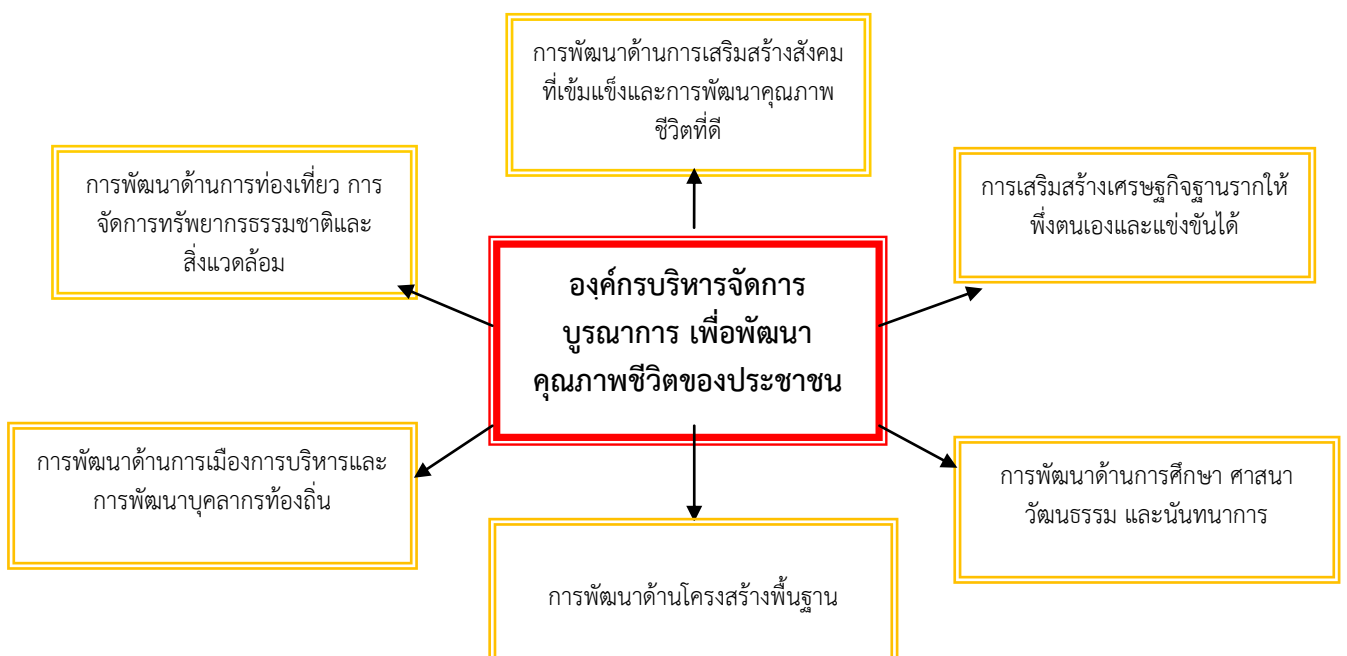 การพัฒนาด้านการเสริมสร้างสังคม
ที่เข้มแข็งและการพัฒนาคุณภาพ
ชีวิตที่ดี
การพัฒนาด้านการท่องเที่ยว การ
จัดการทรัพยากรธรรมชาติและ
สิ่งแวดล้อม
การเสริมสร้างเศรษฐกิจฐานรากให้
พึ่งตนเองและแข่งขันได้
องค์กรบริหารจัดการ
บูรณาการ เพื่อพัฒนา
คุณภาพชีวิตของประชาชน
การพัฒนาด้านการเมืองการบริหารและ
การพัฒนาบุคลากรท้องถิ่น
การพัฒนาด้านการศึกษา ศาสนา
วัฒนธรรม และนันทนาการ
การพัฒนาด้านโครงสร้างพื้นฐาน